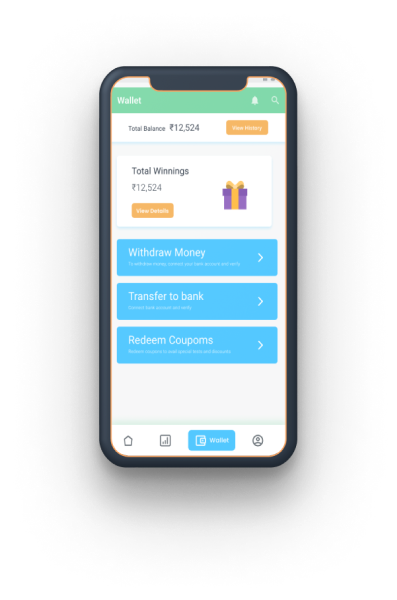 Wallet
Total Balance ₹12,524
View History
Total Winnings
₹12,524
View Details
Withdraw Money
To withdraw money, connect your bank account and verify
Transfer to bank
Connect bank account and verify
Redeem Coupoms
Redeem coupoms to avail special offers and discounts
Wallet